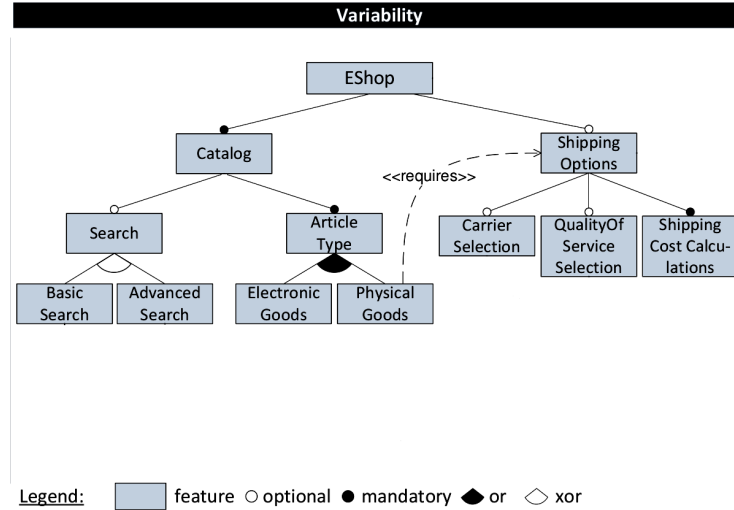 Variability
EShop
Catalog
Shipping
Options
<<requires>>
Search
Article
Type
Carrier
Selection
QualityOf
Service
Selection
Shipping
Cost Calcu-
lations
Basic
Search
Advanced
Search
Electronic
Goods
Physical
Goods
Legend: feature optional mandatory or xor